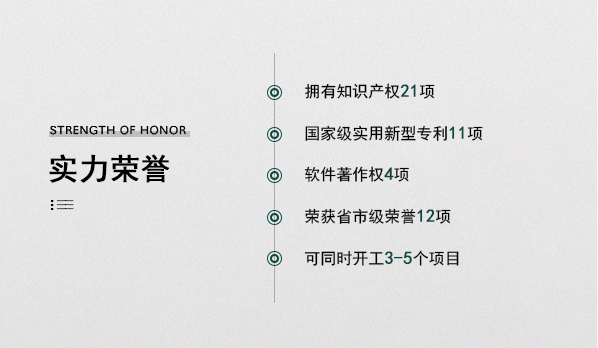 STRENGTH OF HONOR
实力荣誉
拥有知识产权21项
国家级实用新型专利11项
软件著作权4项
荣获省市级荣誉12项
可同时开工3-5个项目